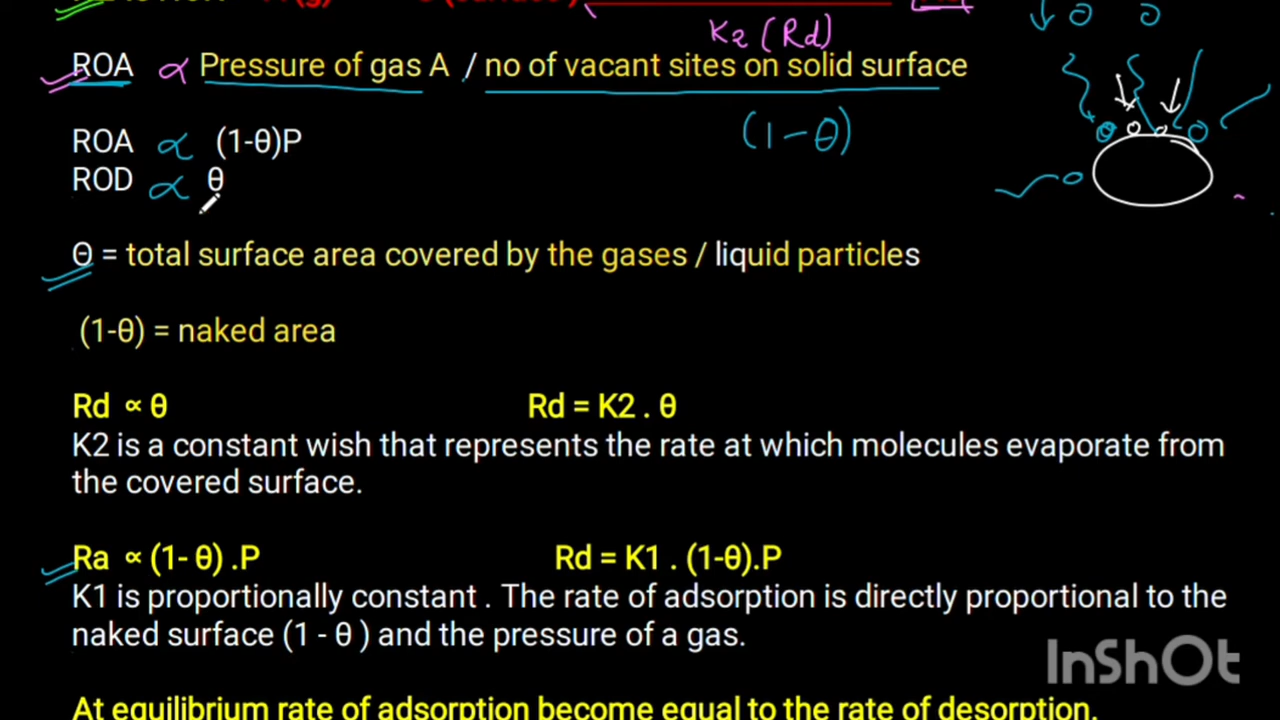 K2 (Rd)
ROA ∝ Pressure of gas A / no of vacant sites on solid surface
(1-θ)
ROA ∝ (1-θ)P
ROD ∝ θ
Θ = total surface area covered by the gases / liquid particles
(1-θ) = naked area
Rd ∝ θ Rd = K2 . θ
K2 is a constant wish that represents the rate at which molecules evaporate from
the covered surface.
Ra ∝ (1- θ) .P Rd = K1 . (1-θ).P
K1 is proportionally constant . The rate of adsorption is directly proportional to the
naked surface (1 - θ ) and the pressure of a gas.
InShOt
At equilibrium rate of adsorption become equal to the rate of desorption.